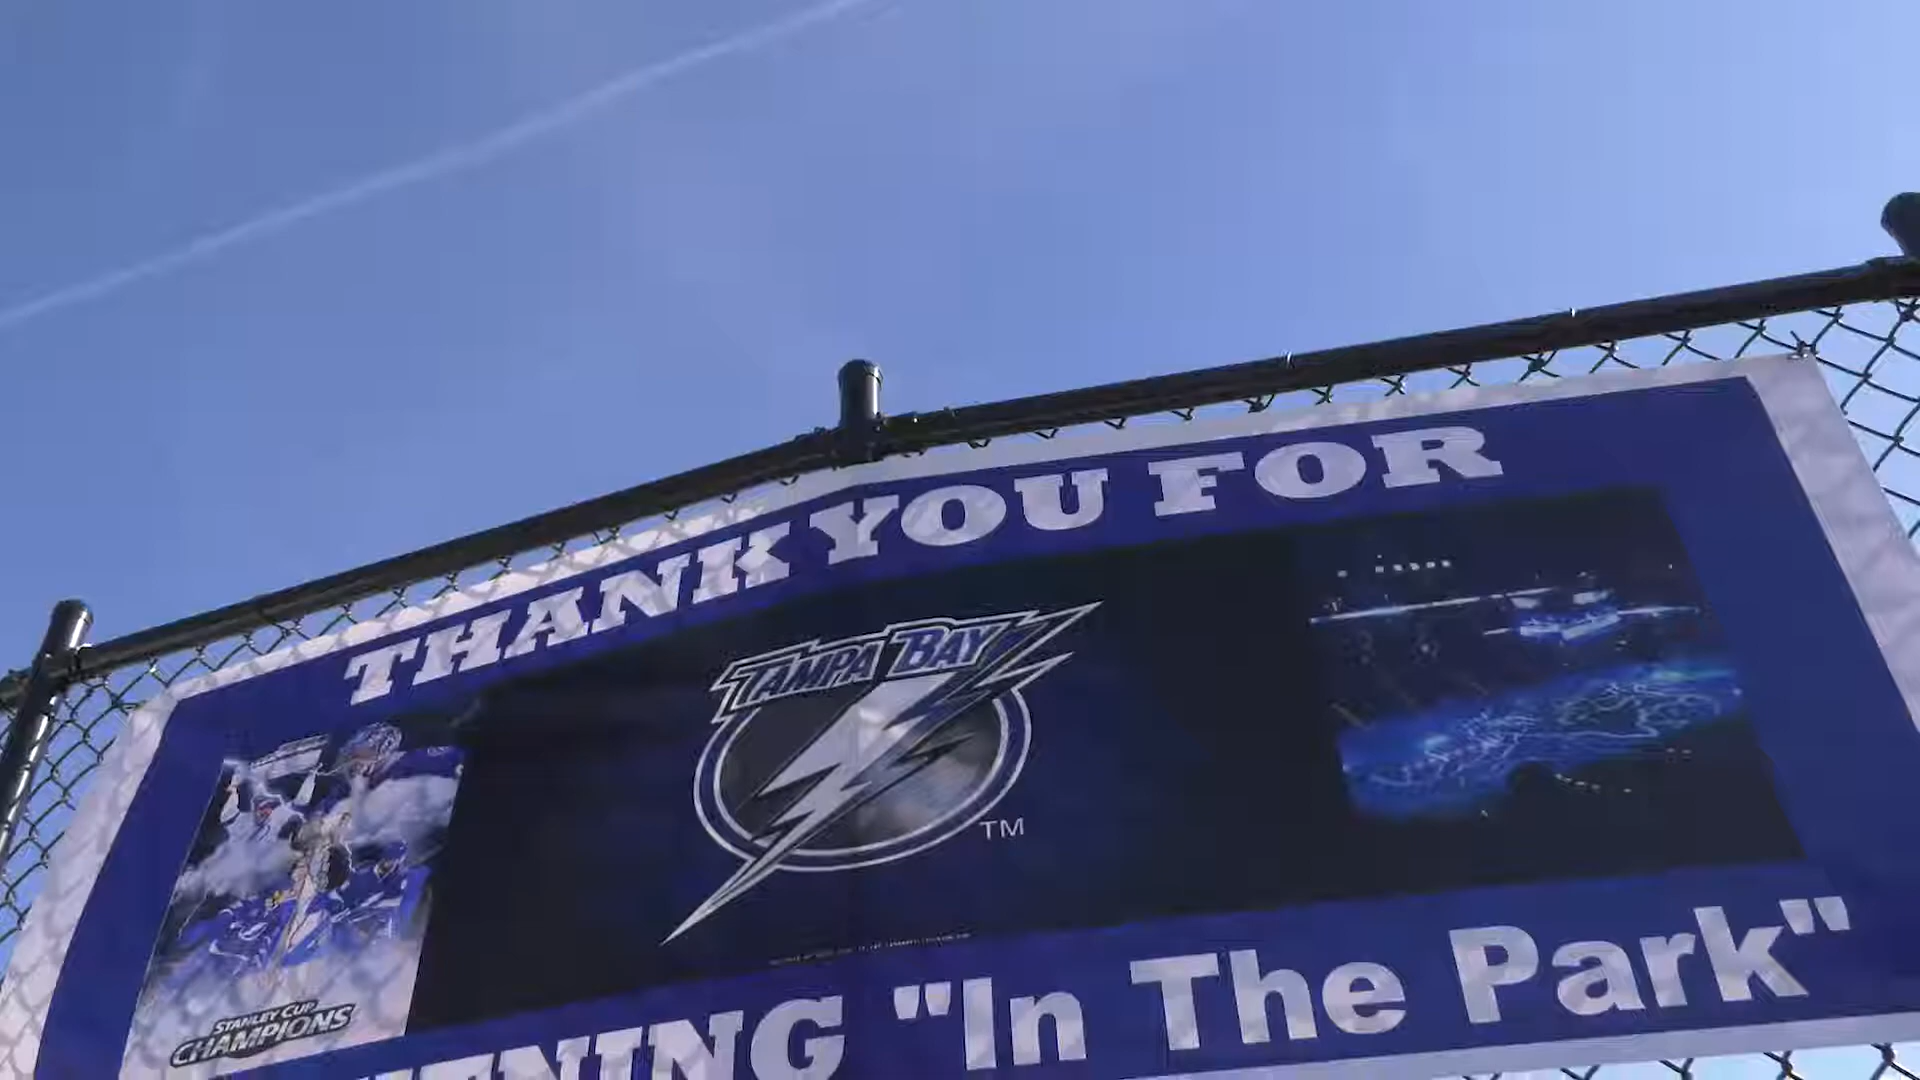 THANK YOU FOR
TAMPA BAY
TM
STANLEY CUP
CHAMPIONS
"In The Park"